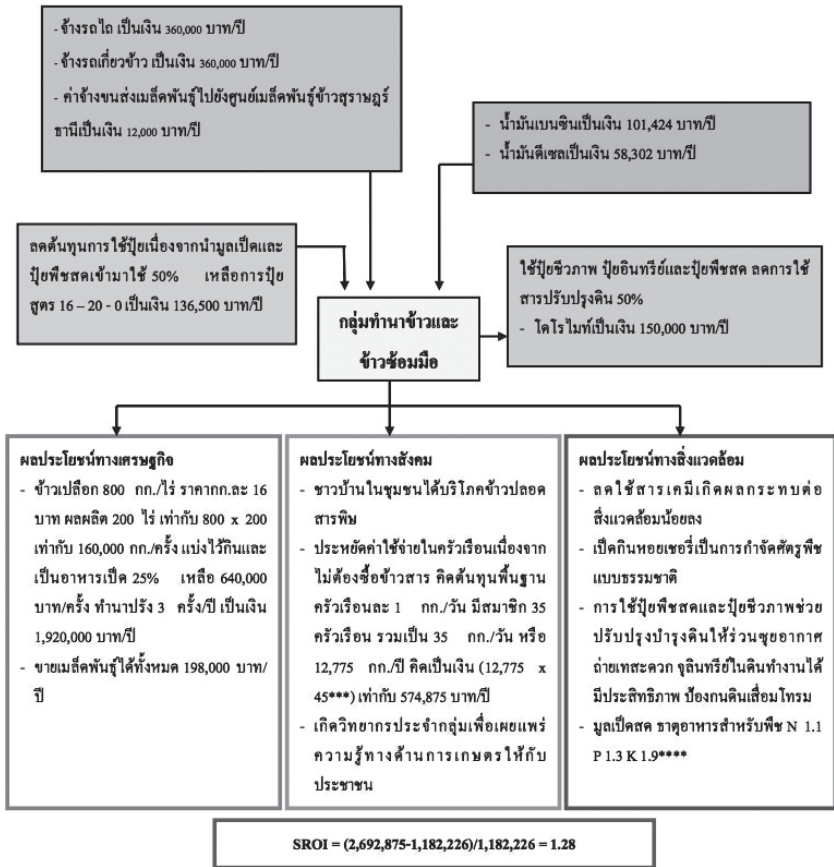 - จ้างรถไถ เป็นเงิน 360,000 บาท/ปี
- จ้างรถเกี่ยวข้าว เป็นเงิน 360,000 บาท/ปี
- ค่าจ้างขนส่งเมล็ดพันธุ์ไปยังศูนย์เมล็ดพันธุ์ข้าวสุราษฎร์
ธานีเป็นเงิน 12,000 บาท/ปี
- น้ำมันเบนซินเป็นเงิน 101,424 บาท/ปี
- น้ำมันดีเซลเป็นเงิน 58,302 บาท/ปี
ลดต้นทุนการใช้ปุ๋ยเนื่องจากนำมูลเป็ดและ
ปุ๋ยพืชสดเข้ามาใช้ 50% เหลือการปุ๋ย
สูตร 16 – 20 - 0 เป็นเงิน 136,500 บาท/ปี
ใช้ปุ๋ยชีวภาพ ปุ๋ยอินทรีย์และปุ๋ยพืชสด ลดการใช้
สารปรับปรุงดิน 50%
- โดโรไมท์เป็นเงิน 150,000 บาท/ปี
กลุ่มทำนาข้าวและ
ข้าวซ้อมมือ
ผลประโยชน์ทางเศรษฐกิจ
- ข้าวเปลือก 800 กก./ไร่ ราคากก.ละ 16
บาท ผลผลิต 200 ไร่ เท่ากับ 800 x 200
เท่ากับ 160,000 กก./ครั้ง แบ่งไว้กินและ
เป็นอาหารเป็ด 25% เหลือ 640,000
บาท/ครั้ง ทำนาปรัง 3 ครั้ง/ปี เป็นเงิน
1,920,000 บาท/ปี
- ขายเมล็ดพันธุ์ได้ทั้งหมด 198,000 บาท/
ปี
ผลประโยชน์ทางสังคม
- ชาวบ้านในชุมชนได้บริโภคข้าวปลอด
สารพิษ
- ประหยัดค่าใช้จ่ายในครัวเรือนเนื่องจาก
ไม่ต้องซื้อข้าวสาร คิดต้นทุนพื้นฐาน
ครัวเรือนละ 1 กก./วัน มีสมาชิก 35
ครัวเรือน รวมเป็น 35 กก./วัน หรือ
12,775 กก./ปี คิดเป็นเงิน (12,775 x
45***) เท่ากับ 574,875 บาท/ปี
- เกิดวิทยากรประจำกลุ่มเพื่อเผยแพร่
ความรู้ทางด้านการเกษตรให้กับ
ประชาชน
ผลประโยชน์ทางสิ่งแวดล้อม
- ลดใช้สารเคมีเกิดผลกระทบต่อ
สิ่งแวดล้อมน้อยลง
- เป็ดกินหอยเชอรี่เป็นการกำจัดศัตรูพืช
แบบธรรมชาติ
- การใช้ปุ๋ยพืชสดและปุ๋ยชีวภาพช่วย
ปรับปรุงบำรุงดินให้ร่วนซุยอากาศ
ถ่ายเทสะดวก จุลินทรีย์ในดินทำงานได้
มีประสิทธิภาพ ป้องกนดินเสื่อมโทรม
- มูลเป็ดสด ธาตุอาหารสำหรับพืช N 1.1
P 1.3 K 1.9****
SROI = (2,692,875-1,182,226)/1,182,226 = 1.28